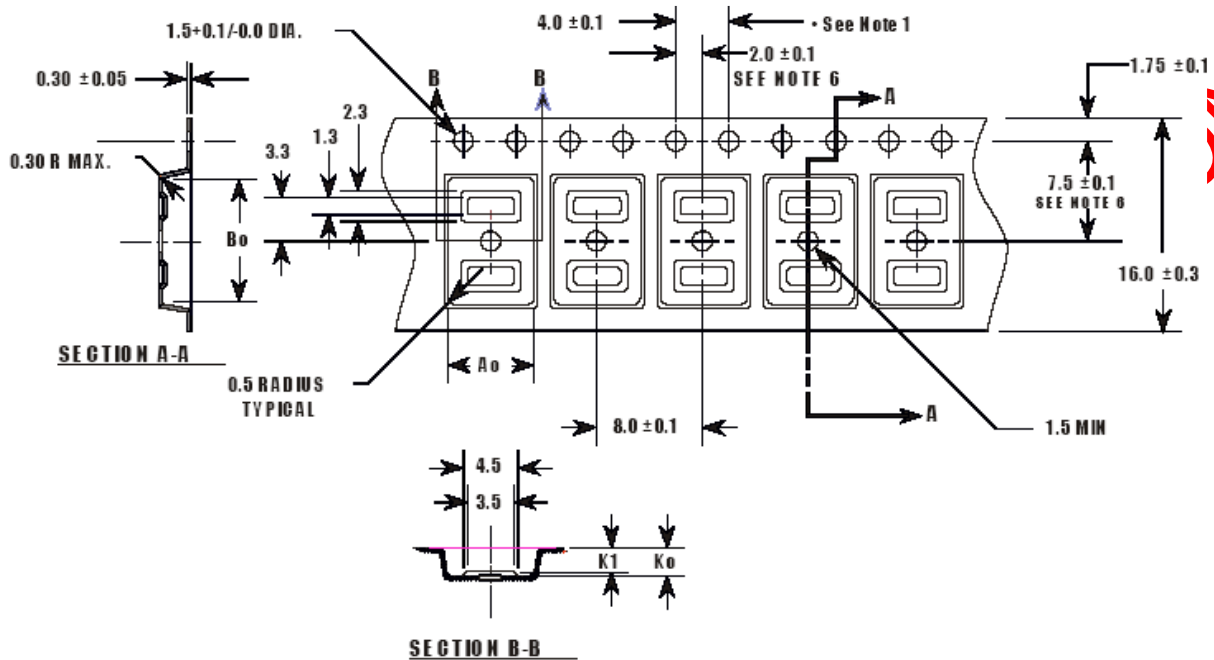 4.0 ±0.1
• See Note 1
1.5+0.1/-0.0 DIA.
2.0 ±0.1
SEE NOTE 6
1.75 ±0.1
0.30 ±0.05
B
B
A
2.3
1.3
3.3
0.30 R MAX.
7.5 ±0.1
SEE NOTE 6
Bo
16.0 ±0.3
SECTION A-A
Ao
0.5 RADIUS
TYPICAL
A
8.0 ±0.1
1.5 MIN
4.5
3.5
K1
Ko
SECTION B-B